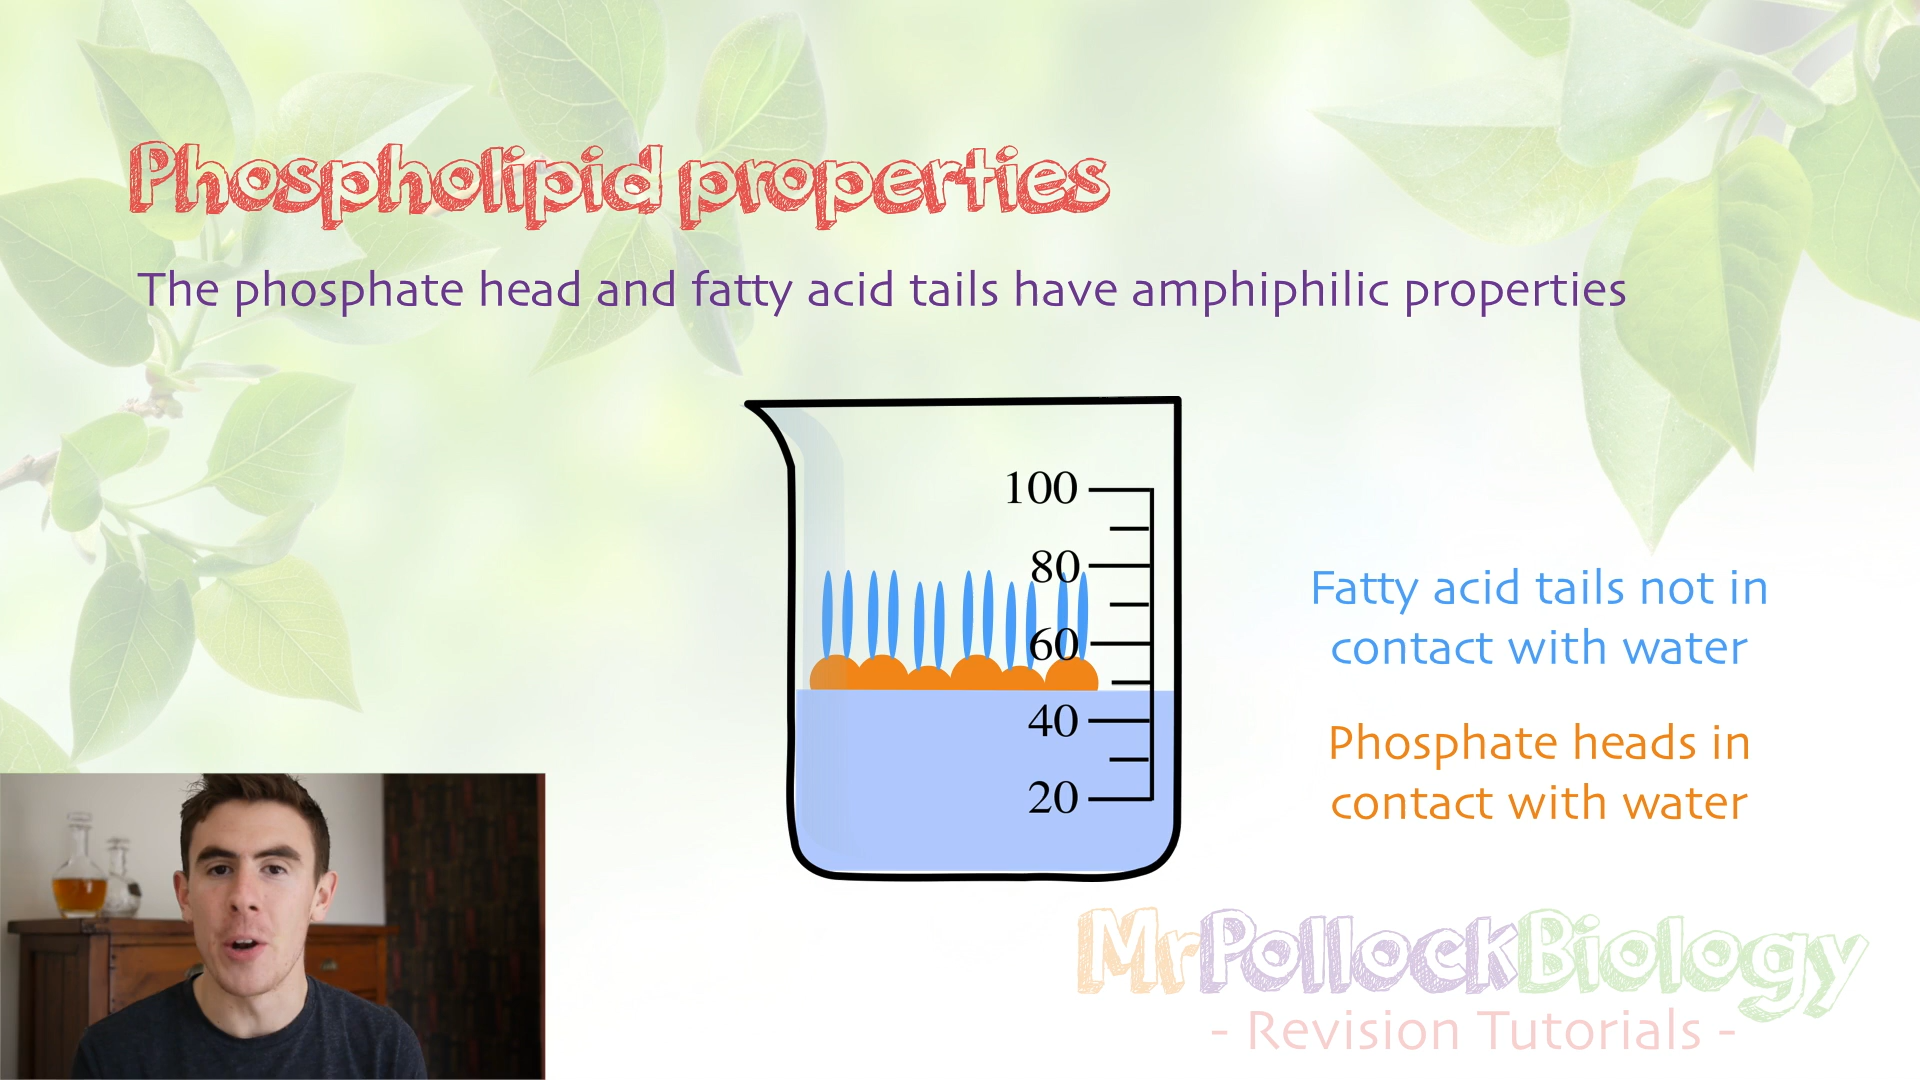 Phospholipid properties
The phosphate head and fatty acid tails have amphiphilic properties
100
80
60
40
20
Fatty acid tails not in
contact with water
Phosphate heads in
contact with water
MrPollockBiology
- Revision Tutorials -